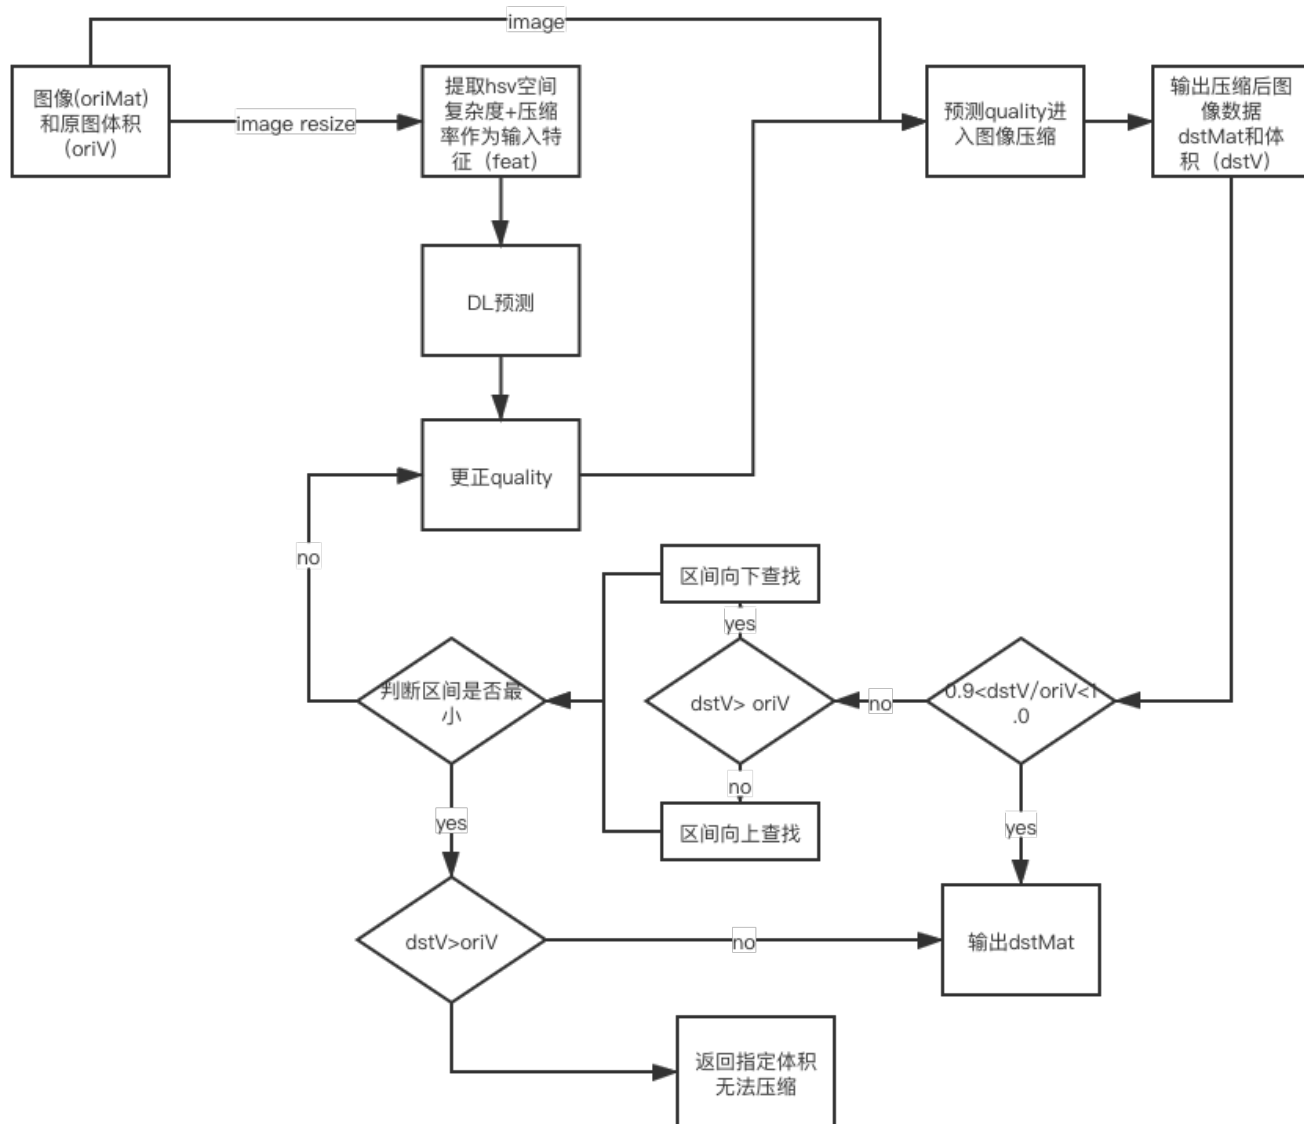 image
图像(oriMat)
和原图体积
(oriV)
image resize
提取hsv空间
复杂度+压缩
率作为输入特
征（feat）
预测quality进
入图像压缩
输出压缩后图
像数据
dstMat和体
积（dstV）
DL预测
更正quality
no
区间向下查找
yes
判断区间是否最
小
dstV> oriV
no
0.9<dstV/oriV<1
.0
no
区间向上查找
yes
yes
dstV>oriV
no
输出dstMat
返回指定体积
无法压缩